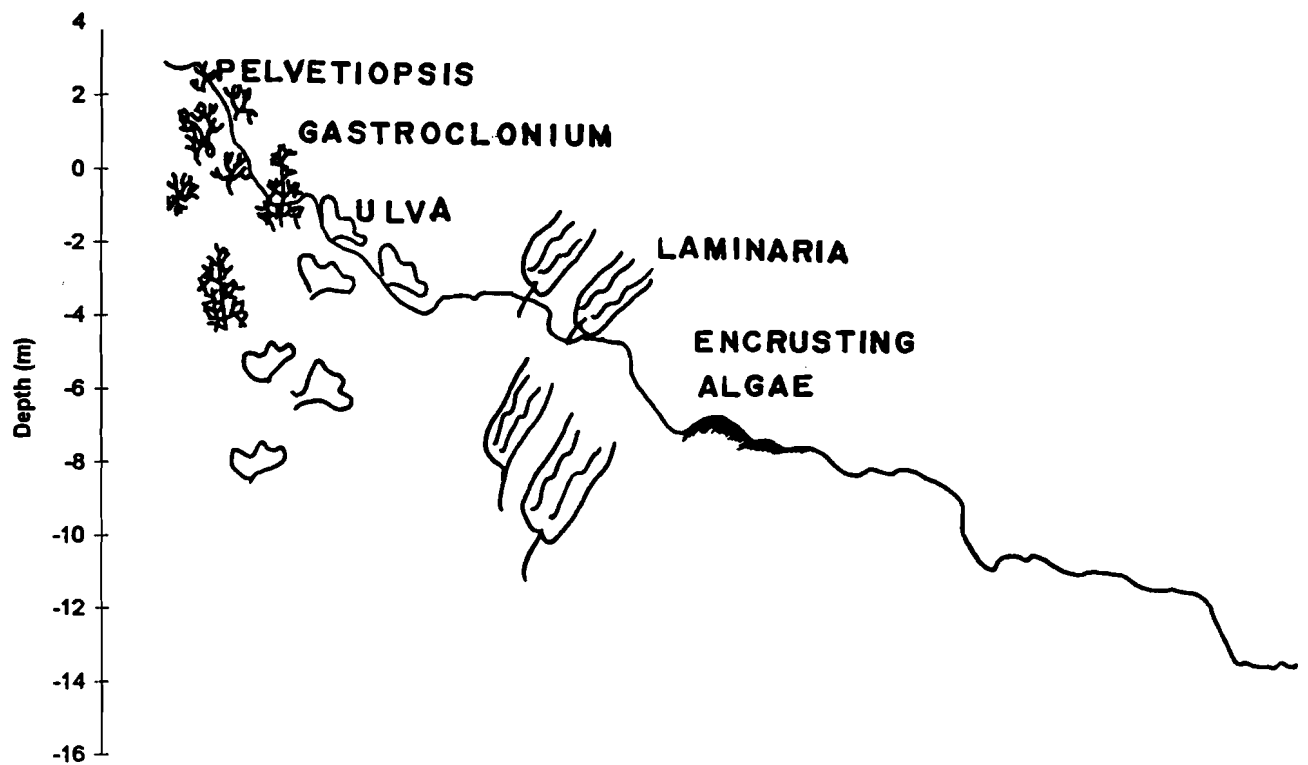 4
PELVETIOPSIS
2
GASTROCLONIUM
0
ULVA
-2
LAMINARIA
-4
ENCRUSTING
ALGAE
Depth (m)
-6
-8
-10
-12
-14
-16